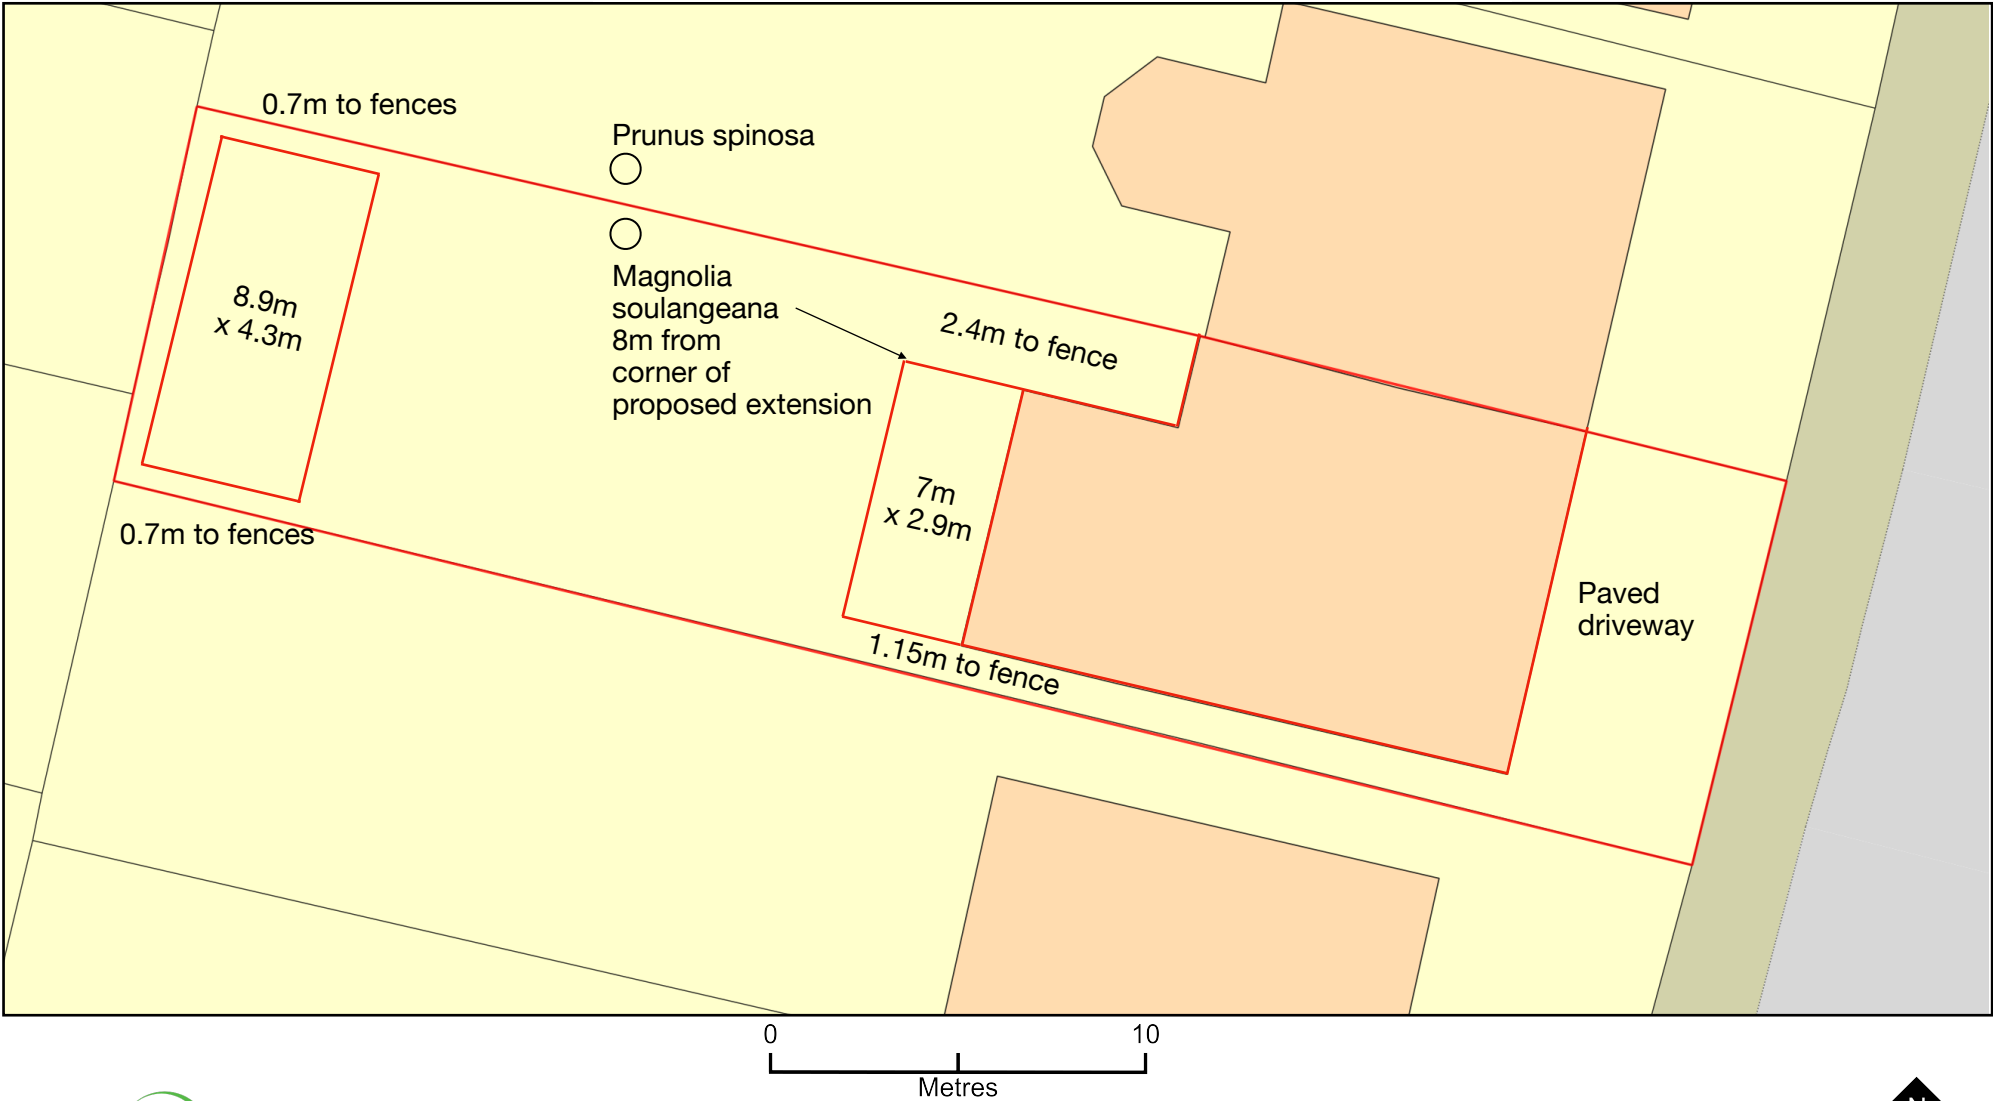 0.7m to fences
Prunus spinosa
Magnolia
soulangeana
8m from
corner of
proposed extension
8.9m
x 4.3m
2.4m to fence
7m
x 2.9m
0.7m to fences
Paved
driveway
1.15m to fence
0 10
Metres
N